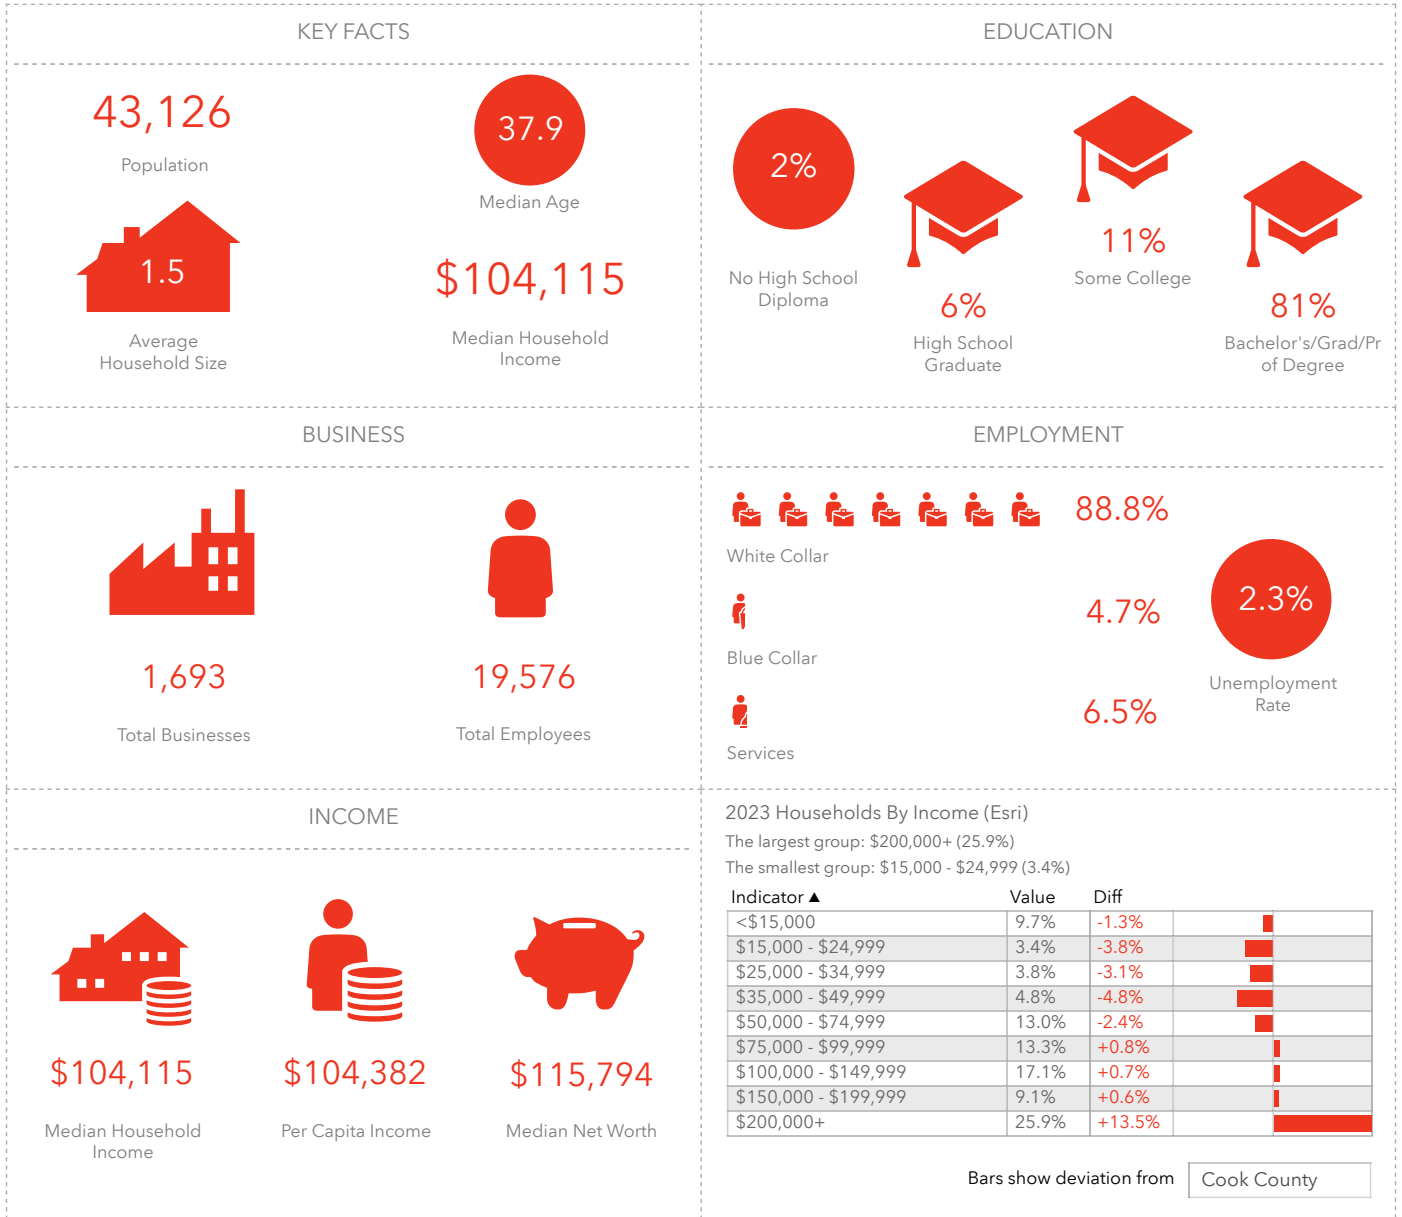 KEY FACTS
43,126
Population
37.9
Median Age
1.5
Average
Household Size
$104,115
Median Household
Income
EDUCATION
2%
No High School
Diploma
6%
High School
Graduate
11%
Some College
81%
Bachelor's/Grad/Pr
of Degree
BUSINESS
1,693
Total Businesses
19,576
Total Employees
EMPLOYMENT
88.8%
White Collar
4.7%
Blue Collar
6.5%
Services
2.3%
Unemployment
Rate
INCOME
$104,115
Median Household
Income
$104,382
Per Capita Income
$115,794
Median Net Worth
2023 Households By Income (Esri)
The largest group: $200,000+ (25.9%)
The smallest group: $15,000 - $24,999 (3.4%)
Indicator ▲ Value Diff
<$15,000 9.7% -1.3%
$15,000 - $24,999 3.4% -3.8%
$25,000 - $34,999 3.8% -3.1%
$35,000 - $49,999 4.8% -4.8%
$50,000 - $74,999 13.0% -2.4%
$75,000 - $99,999 13.3% +0.8%
$100,000 - $149,999 17.1% +0.7%
$150,000 - $199,999 9.1% +0.6%
$200,000+ 25.9% +13.5%
Bars show deviation from Cook County